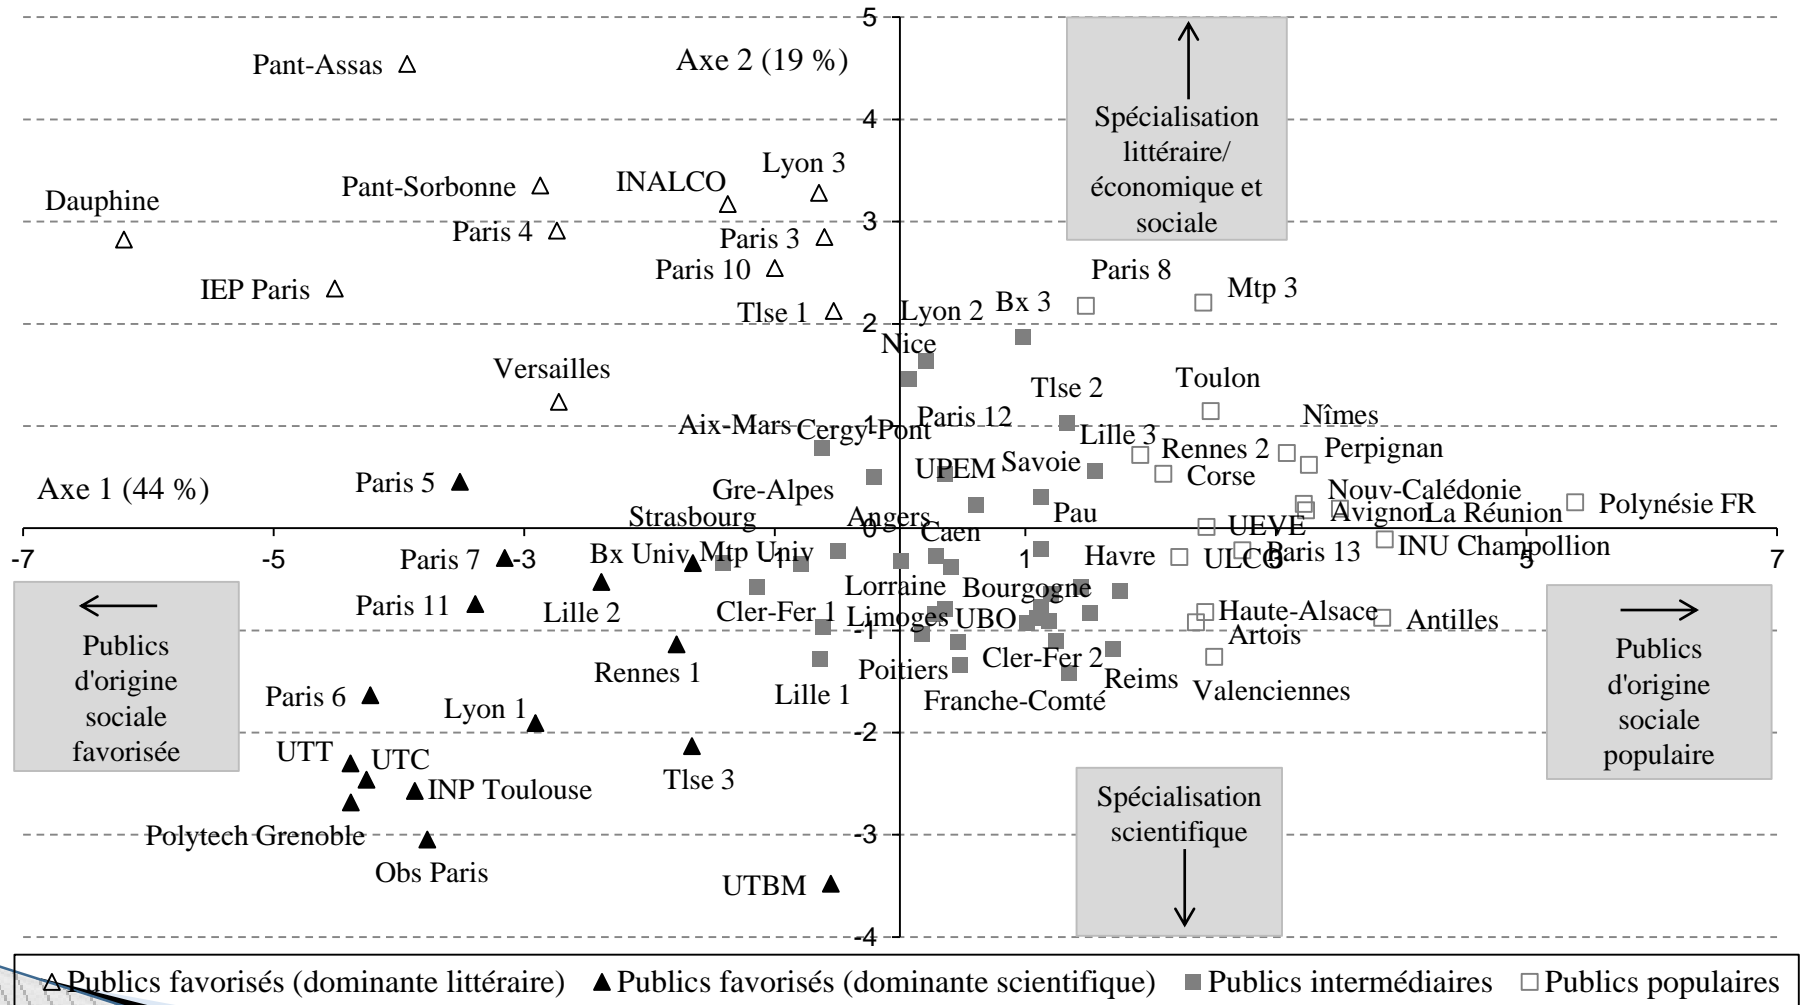 5
Pant-Assas
Axe 2 (19 %)
Spécialisation
littéraire/
économique et
sociale
4
Lyon 3
INALCO
Pant-Sorbonne
Dauphine
3
Paris 4
Paris 3
Paris 10
Paris 8
IEP Paris
Mtp 3
Tlse 1
Lyon 2
Bx 3
2
Nice
Versailles
Toulon
Tlse 2
Nîmes
Paris 12
Aix-Mars
Cergy-Pont
1
Lille 3
Rennes 2
Perpignan
UPEM
Savoie
Corse
Paris 5
Axe 1 (44 %)
Gre-Alpes
Nouv-Calédonie
Polynésie FR
Strasbourg
Angers
Pau
Avignon
La Réunion
0
UEVE
Caen
-7
-5
-3
-1
1
3
5
7
Paris 7
Bx Univ
Mtp Univ
Havre
ULCO
Paris 13
INU Champollion
Lorraine
Bourgogne
Paris 11
Lille 2
Cler-Fer 1
Limoges
UBO
Haute-Alsace
Antilles
-1
Artois
Publics
d'origine
sociale
favorisée
Publics
d'origine
sociale
populaire
Rennes 1
Poitiers
Cler-Fer 2
Reims
Valenciennes
Paris 6
Lille 1
Franche-Comté
Lyon 1
-2
UTT
UTC
Tlse 3
INP Toulouse
Spécialisation
scientifique
Polytech Grenoble
-3
Obs Paris
UTBM
-4
Publics favorisés (dominante littéraire)
Publics favorisés (dominante scientifique)
Publics intermédiaires
Publics populaires